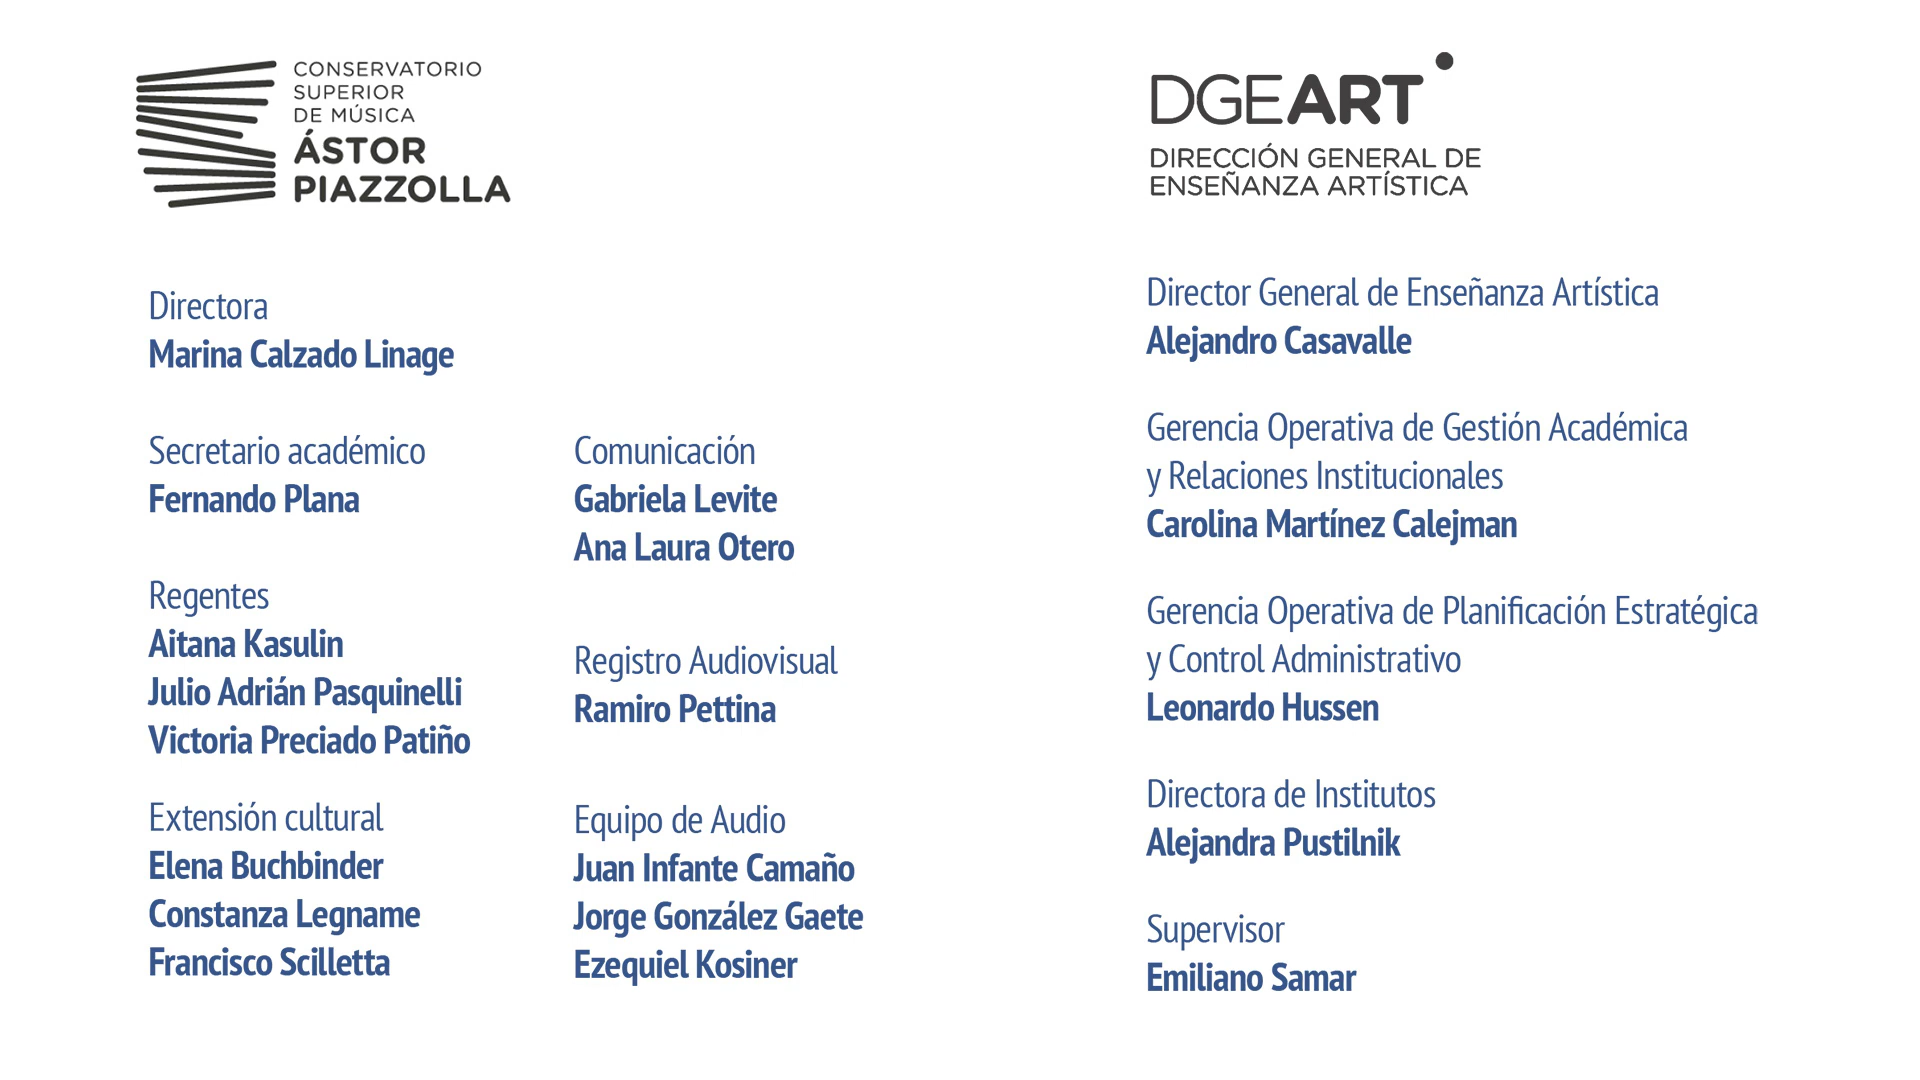 CONSERVATORIO
SUPERIOR
DE MÚSICA
ÁSTOR
PIAZZOLLA
Directora
Marina Calzado Linage
Secretario académico
Fernando Plana
Regentes
Aitana Kasulin
Julio Adrián Pasquinelli
Victoria Preciado Patiño
Extensión cultural
Elena Buchbinder
Constanza Legname
Francisco Scilletta
Comunicación
Gabriela Levite
Ana Laura Otero
Registro Audiovisual
Ramiro Pettina
Equipo de Audio
Juan Infante Camaño
Jorge González Gaete
Ezequiel Kosiner
DGEART
DIRECCIÓN GENERAL DE
ENSEÑANZA ARTÍSTICA
Director General de Enseñanza Artística
Alejandro Casavalle
Gerencia Operativa de Gestión Académica
y Relaciones Institucionales
Carolina Martínez Calejman
Gerencia Operativa de Planificación Estratégica
y Control Administrativo
Leonardo Hussen
Directora de Institutos
Alejandra Pustilnik
Supervisor
Emiliano Samar